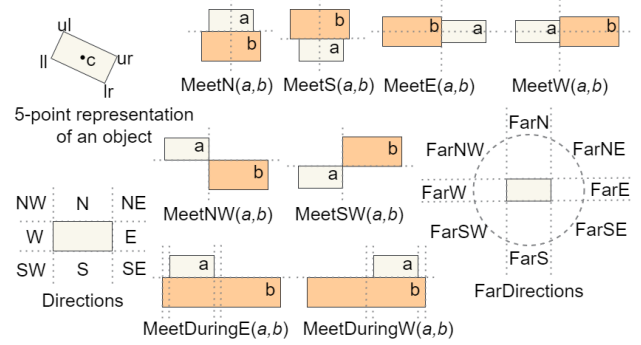 ul
ll
c
ur
lr
5-point representation
of an object
a
b
MeetN(a,b)
b
a
MeetS(a,b)
b
a
MeetE(a,b)
a
b
MeetW(a,b)
a
b
MeetNW(a,b)
b
a
MeetSW(a,b)
FarN
FarNW
FarNE
FarW
FarE
FarSW
FarSE
FarS
FarDirections
NW N NE
W E
SW S SE
Directions
a
b
MeetDuringE(a,b)
a
b
MeetDuringW(a,b)